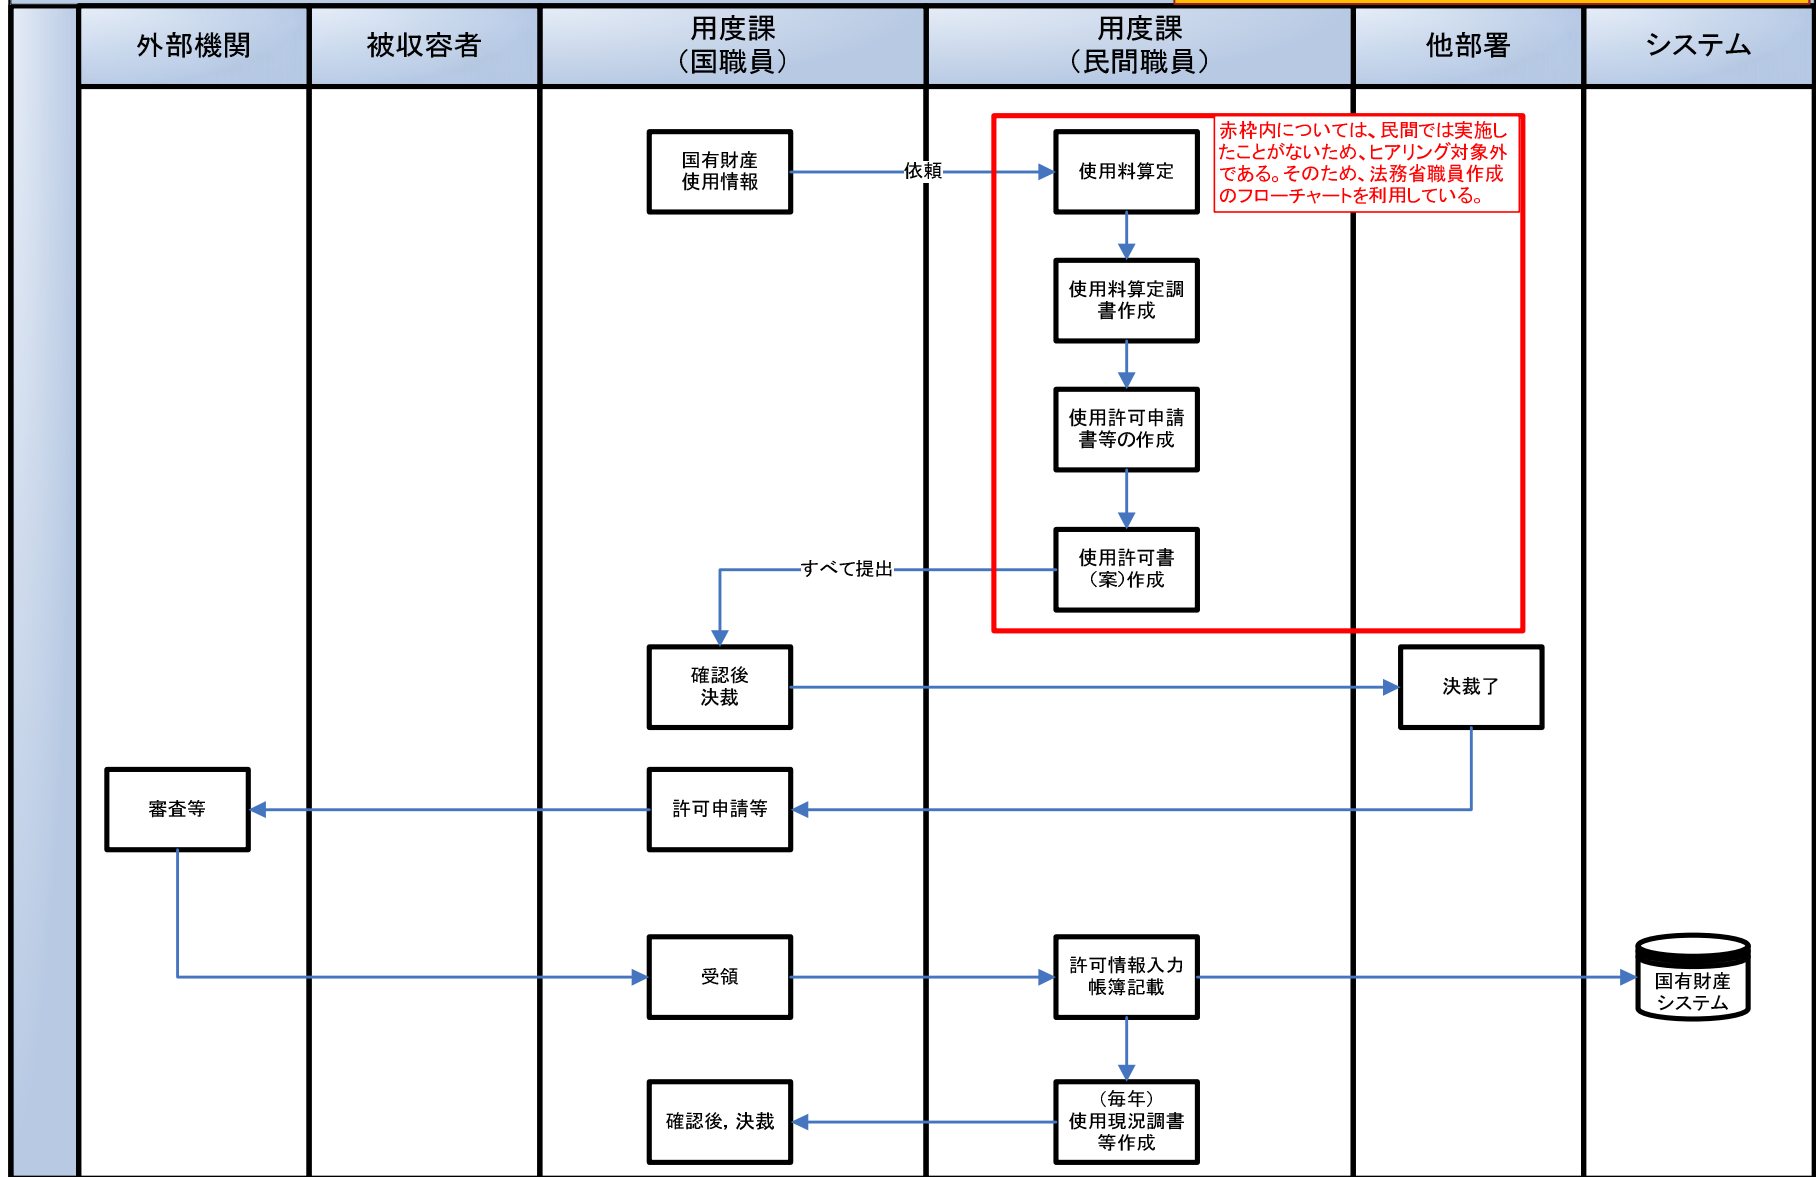 外部機関
被収容者
用度課
（国職員）
用度課
（民間職員）
他部署
システム
国有財産
使用情報
依頼
使用料算定
赤枠内については、民間では実施し
たことがないため、ヒアリング対象外
である。そのため、法務省職員作成
のフローチャートを利用している。
使用料算定調
書作成
使用許可申請
書等の作成
使用許可書
（案）作成
すべて提出
確認後
決裁
決裁了
審査等
許可申請等
受領
許可情報入力
帳簿記載
国有財産
システム
確認後，決裁
（毎年）
使用現況調書
等作成